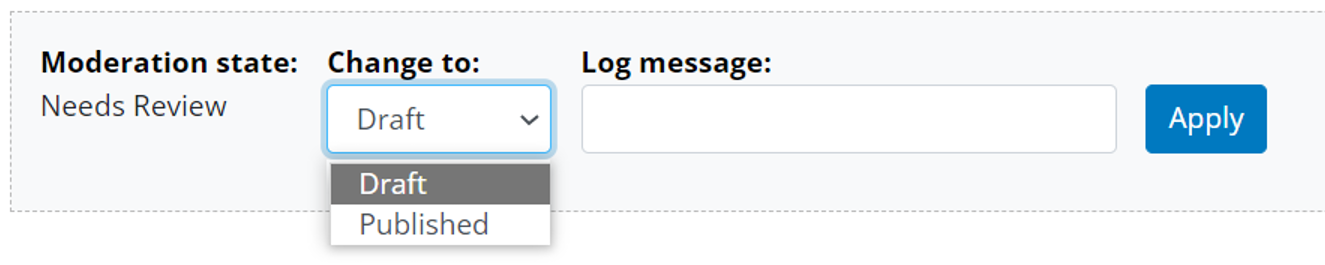 Moderation state: Change to: Log message:
Needs Review Draft Apply
Draft
Published